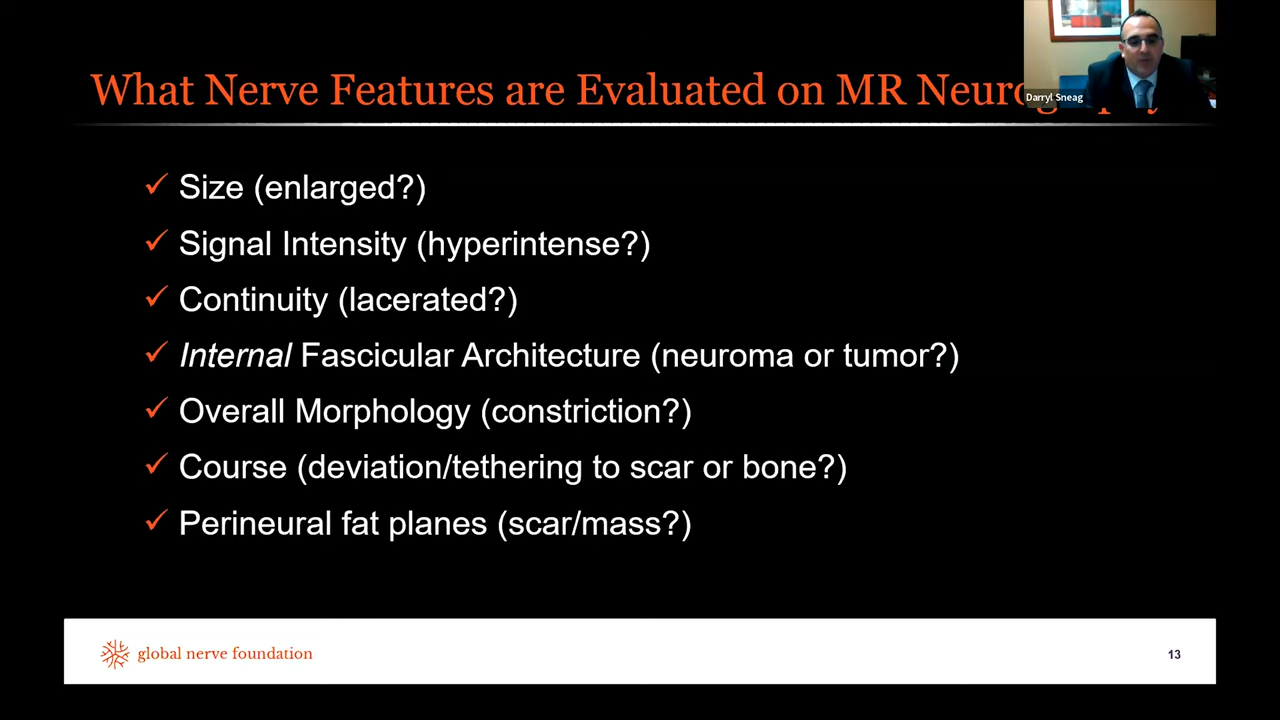 What Nerve Features are Evaluated on MR Neurography
Darryl Sneag
Size (enlarged?)
Signal Intensity (hyperintense?)
Continuity (lacerated?)
Internal Fascicular Architecture (neuroma or tumor?)
Overall Morphology (constriction?)
Course (deviation/tethering to scar or bone?)
Perineural fat planes (scar/mass?)
global nerve foundation
13